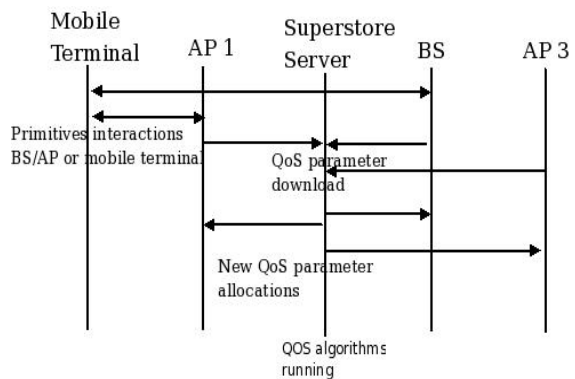 Mobile
Terminal
AP 1
Superstore
Server
BS
AP 3
Primitives interactions
BS/AP or mobile terminal
QoS parameter
download
New QoS parameter
allocations
QOS algorithms
running